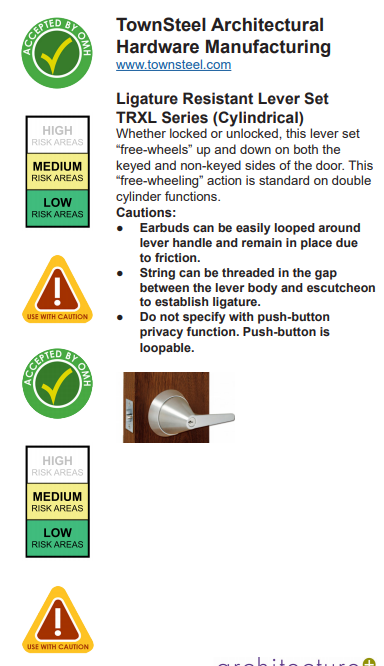 ACCEPTED BY OMH
TownSteel Architectural
Hardware Manufacturing
www.townsteel.com
HIGH
RISK AREAS
MEDIUM
RISK AREAS
LOW
RISK AREAS
Ligature Resistant Lever Set
TRXL Series (Cylindrical)
Whether locked or unlocked, this lever set
“free-wheels” up and down on both the
keyed and non-keyed sides of the door. This
“free-wheeling” action is standard on double
cylinder functions.
Cautions:
● Earbuds can be easily looped around
lever handle and remain in place due
to friction.
● String can be threaded in the gap
between the lever body and escutcheon
to establish ligature.
● Do not specify with push-button
privacy function. Push-button is
loopable.
USE WITH CAUTION
ACCEPTED BY OMH
HIGH
RISK AREAS
MEDIUM
RISK AREAS
LOW
RISK AREAS
USE WITH CAUTION
architecture+